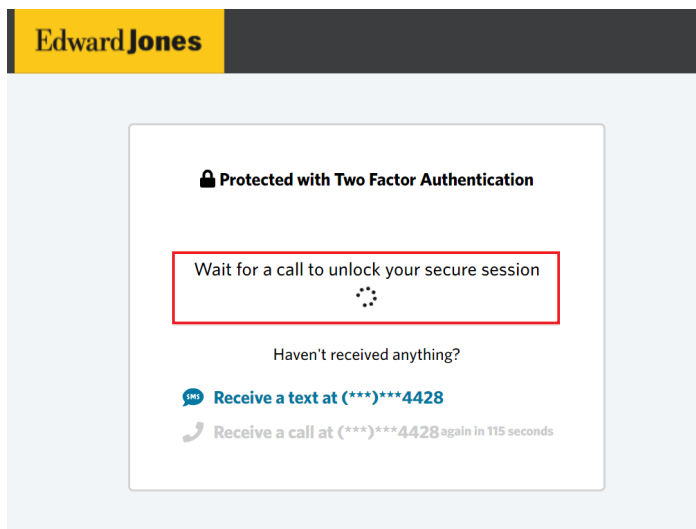 Edward Jones
Protected with Two Factor Authentication
Wait for a call to unlock your secure session
Haven't received anything?
SMS Receive a text at (***)***4428
Receive a call at (***)***4428 again in 115 seconds